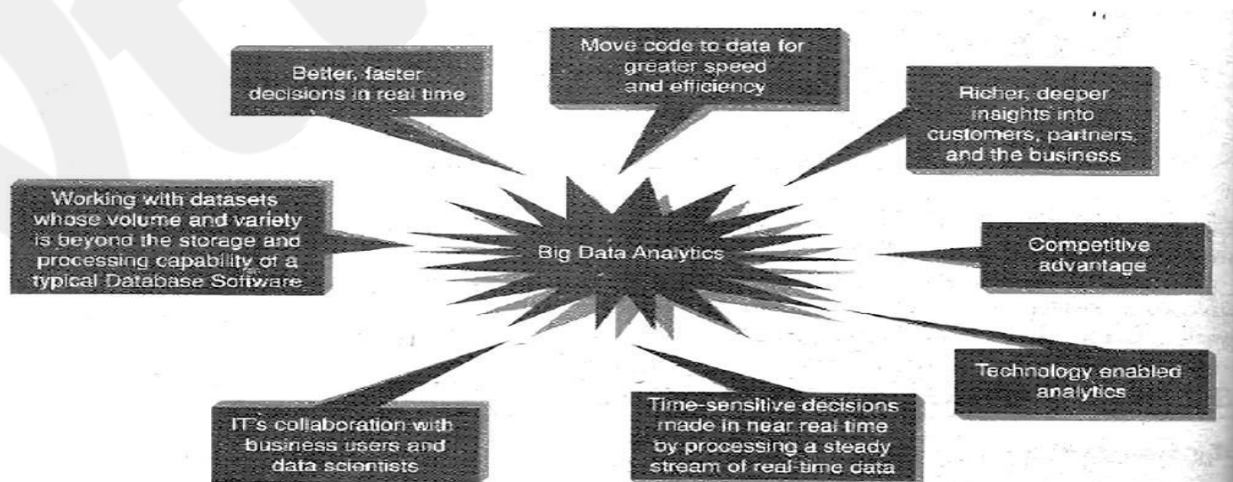 Better, faster
decisions in real time
Move code to data for
greater speed
and efficiency
Richer, deeper
insights into
customers, partners,
and the business
Working with datasets
whose volume and variety
is beyond the storage and
processing capability of a
typical Database Software
Big Data Analytics
Competitive
advantage
Technology enabled
analytics
IT's collaboration with
business users and
data scientists
Time-sensitive decisions
made in near real time
by processing a steady
stream of real-time data